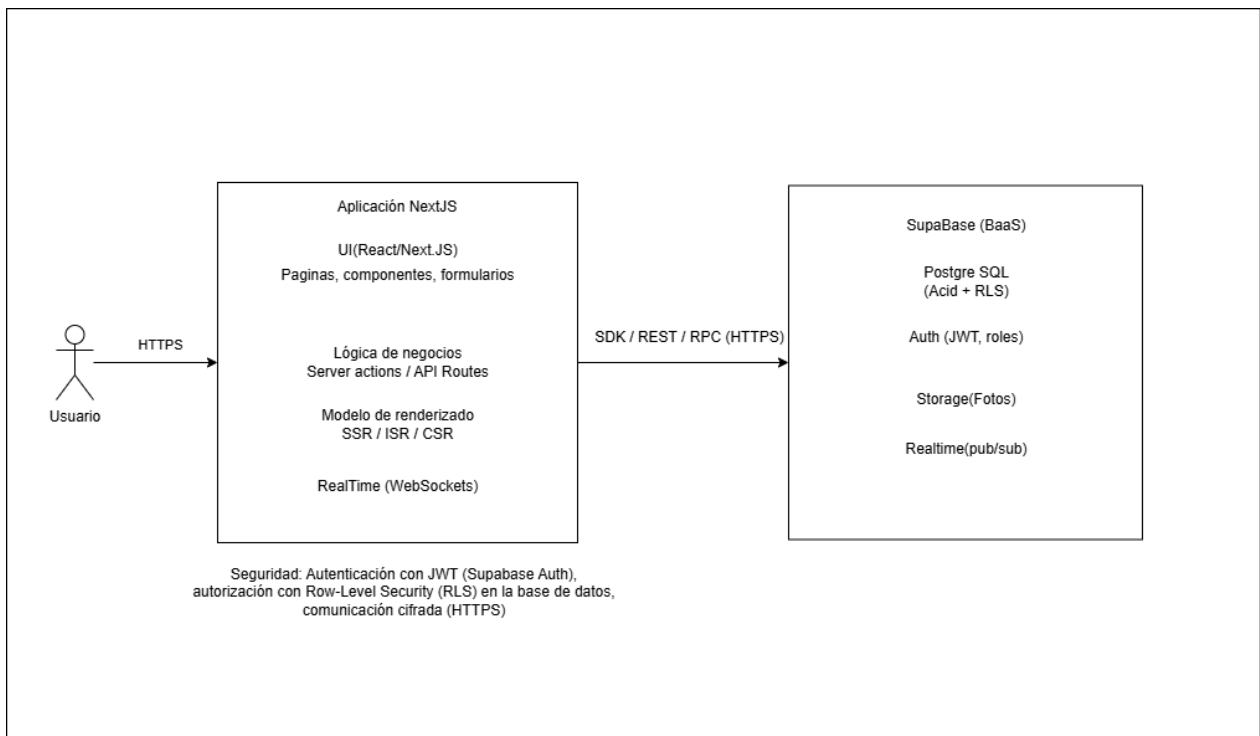 Usuario
HTTPS
Aplicación NextJS
UI(React/Next.JS)
Paginas, componentes, formularios
Lógica de negocios
Server actions / API Routes
Modelo de renderizado
SSR / ISR / CSR
RealTime (WebSockets)
SDK / REST / RPC (HTTPS)
SupaBase (BaaS)
Postgre SQL
(Acid + RLS)
Auth (JWT, roles)
Storage(Fotos)
Realtime(pub/sub)
Seguridad: Autenticación con JWT (Supabase Auth),
autorización con Row-Level Security (RLS) en la base de datos,
comunicación cifrada (HTTPS)